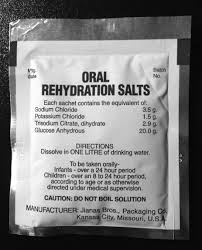 Mfg. date
Batch No.
ORAL
REHYDRATION SALTS
Each sachet contains the equivalent of:
Sodium Chloride 3.5 g.
Potassium Chloride 1.5 g.
Trisodium Citrate, dihydrate 2.9 g.
Glucose Anhydrous 20.0 g.
DIRECTIONS
Dissolve in ONE LITRE of drinking water.
To be taken orally-
Infants - over a 24 hour period
Children - over an 8 to 24 hour period,
according to age or as otherwise
directed under medical supervision.
CAUTION: DO NOT BOIL SOLUTION
MANUFACTURER: Jianas Bros., Packaging Co.
Kansas City, Missouri, U.S.A.